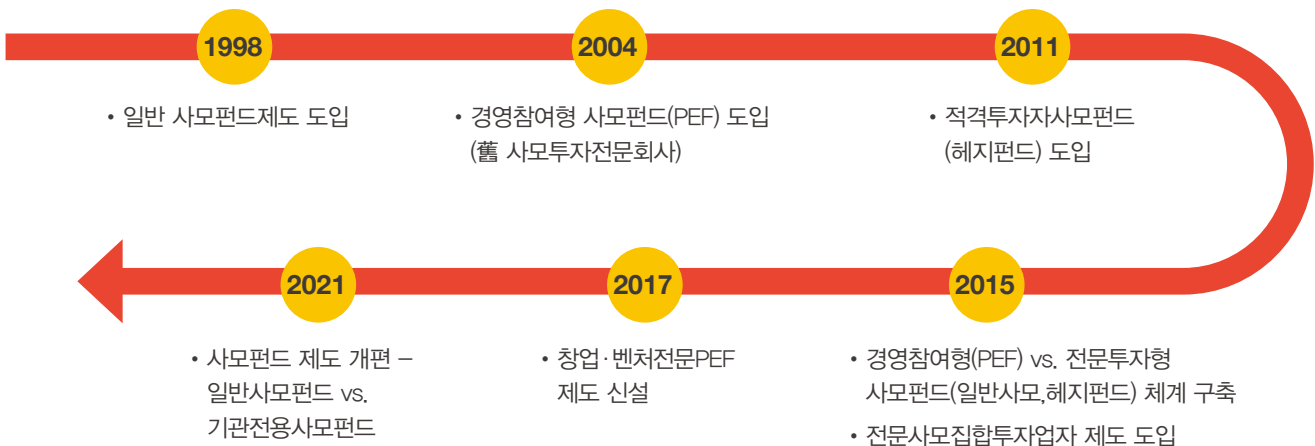 1998
• 일반 사모펀드제도 도입
2004
• 경영참여형 사모펀드(PEF) 도입
(舊 사모투자전문회사)
2011
• 적격투자자사모펀드
(헤지펀드) 도입
2015
• 경영참여형(PEF) vs. 전문투자형
사모펀드(일반사모,헤지펀드) 체계 구축
• 전문사모집합투자업자 제도 도입
2017
• 창업·벤처전문PEF
제도 신설
2021
• 사모펀드 제도 개편 –
일반사모펀드 vs.
기관전용사모펀드